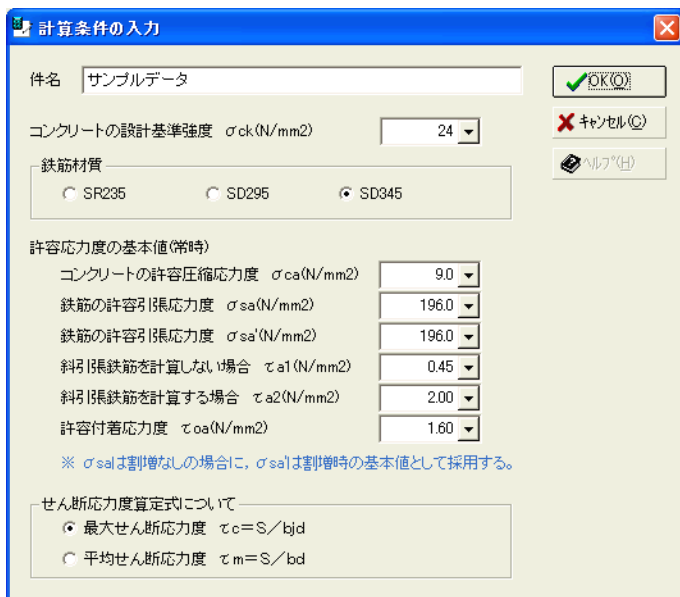 計算条件の入力
件名 サンプルデータ
OK(O)
コンクリートの設計基準強度 σck(N/mm2) 24
キャンセル(C)
鉄筋材質
ヘルプ(H)
SR235 SD295 SD345
許容応力度の基本値(常時)
コンクリートの許容圧縮応力度 σca(N/mm2) 9.0
鉄筋の許容引張応力度 σsa(N/mm2) 196.0
鉄筋の許容引張応力度 σsa'(N/mm2) 196.0
斜引張鉄筋を計算しない場合 τa1(N/mm2) 0.45
斜引張鉄筋を計算する場合 τa2(N/mm2) 2.00
許容付着応力度 τoa(N/mm2) 1.60
※ σsaは割増なしの場合に, σsa'は割増時の基本値として採用する。
せん断応力度算定式について
最大せん断応力度 τc=S/bjd
平均せん断応力度 τm=S/bd